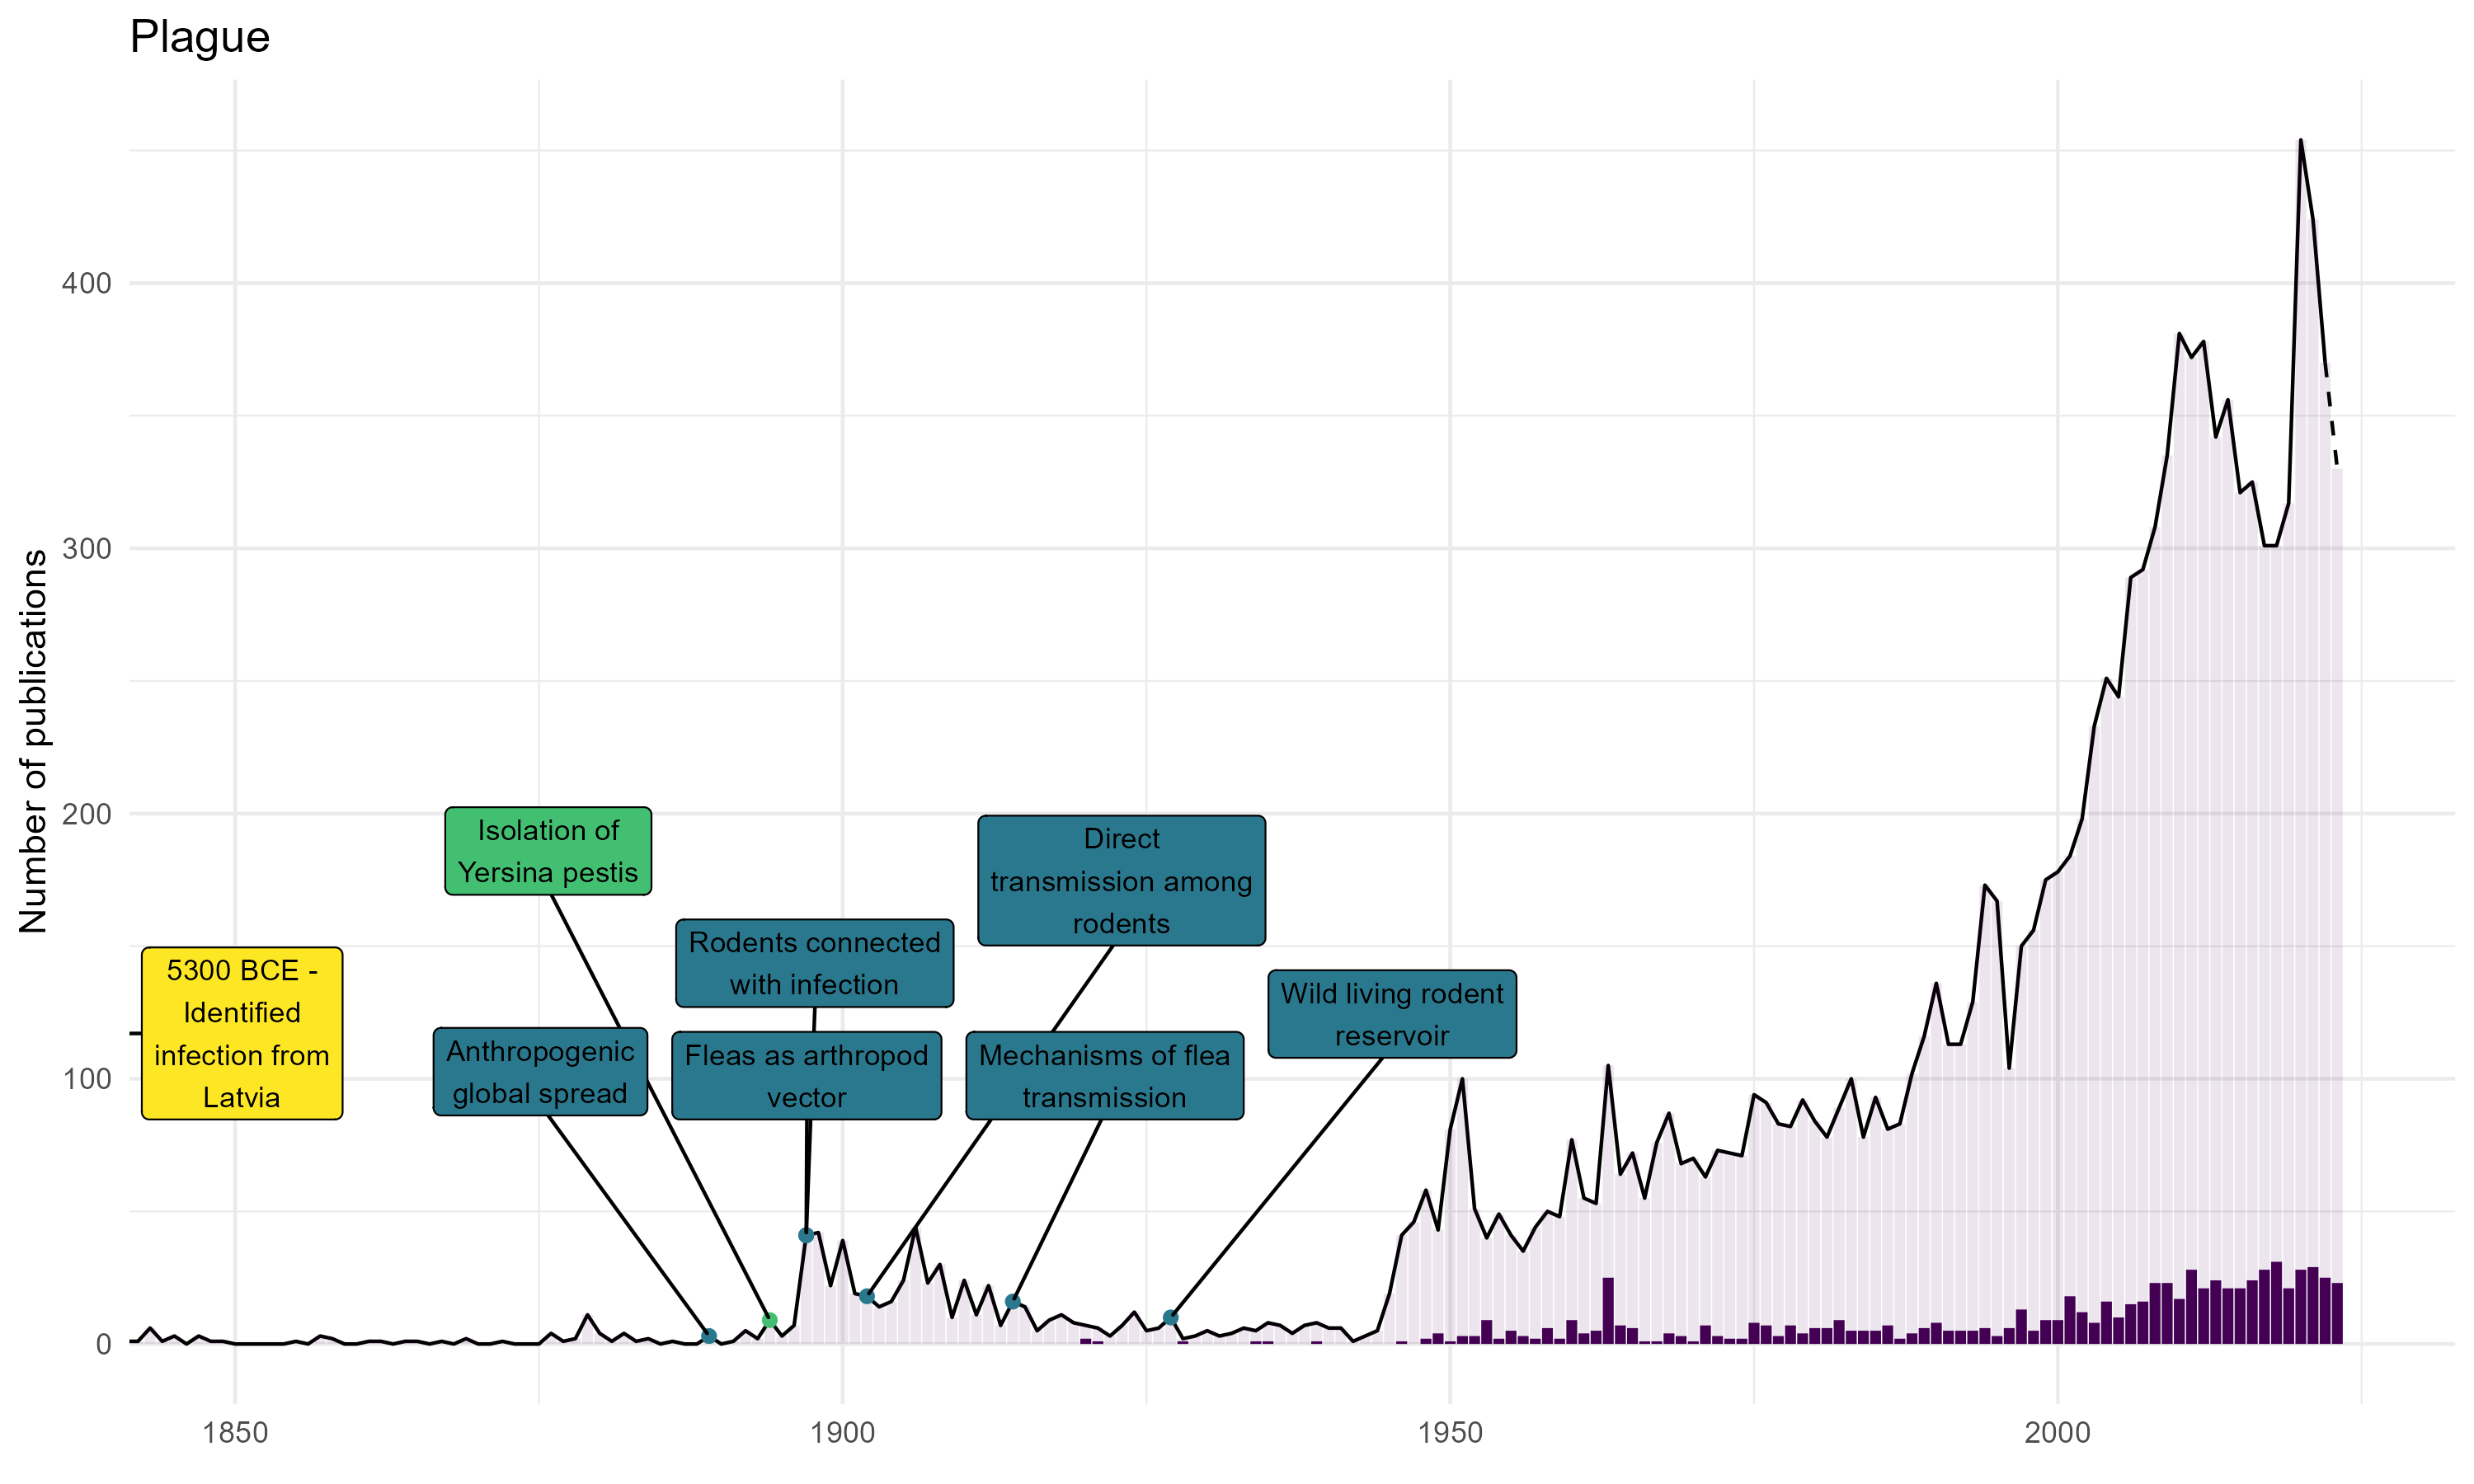 Plague
Number of publications
400
300
200
100
0
1850
1900
1950
2000
Isolation of
Yersina pestis
Direct
transmission among
rodents
Rodents connected
with infection
5300 BCE -
Identified
infection from
Latvia
Wild living rodent
reservoir
Anthropogenic
global spread
Fleas as arthropod
vector
Mechanisms of flea
transmission